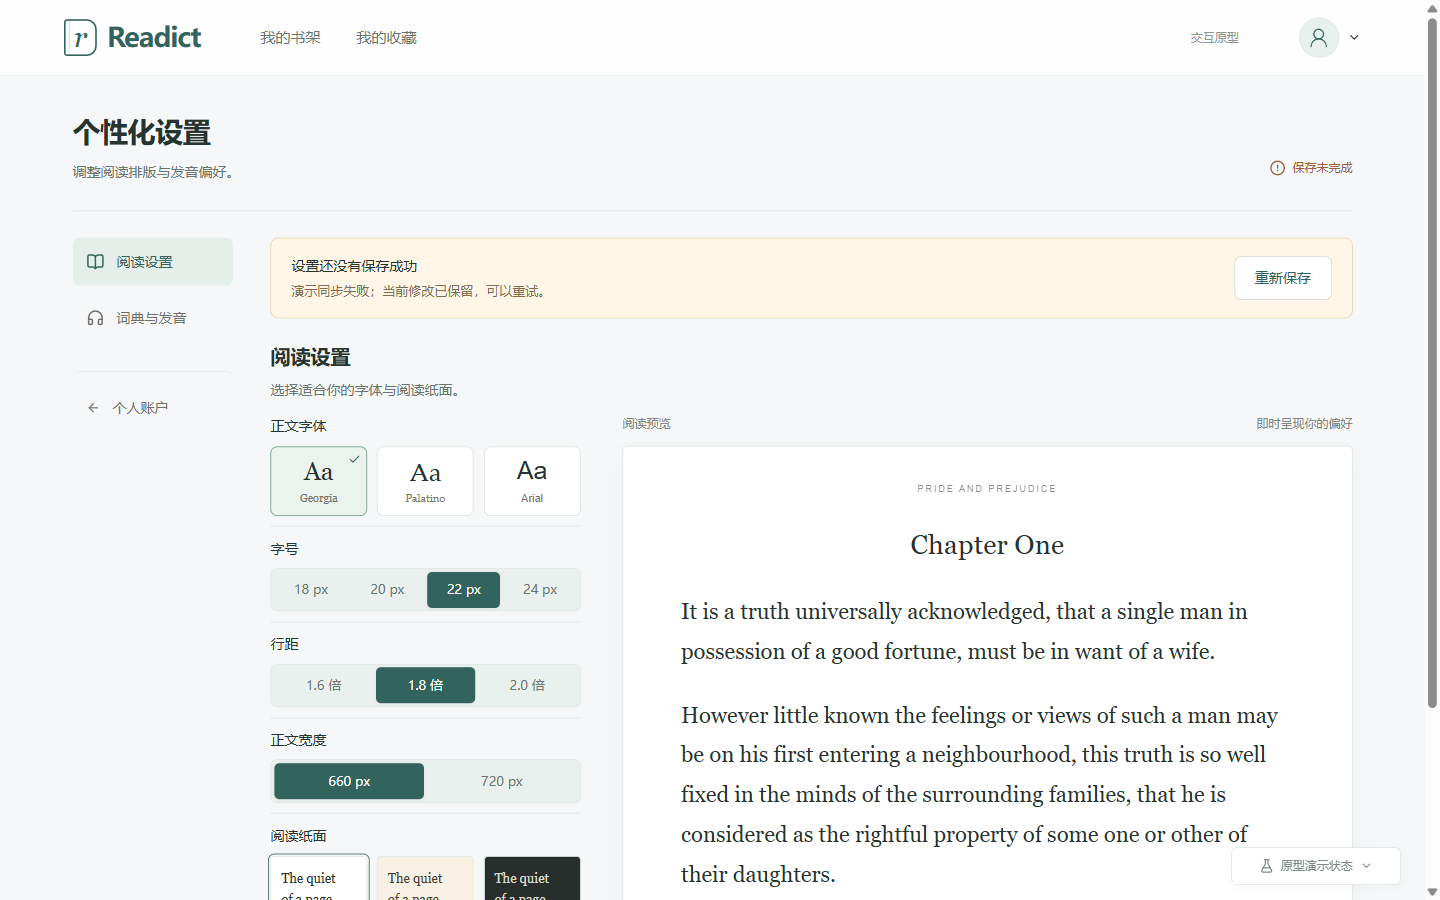 r Readict
我的书架
我的收藏
交互原型
个性化设置
调整阅读排版与发音偏好。
保存未完成
阅读设置
词典与发音
个人账户
设置还没有保存成功
演示同步失败；当前修改已保留，可以重试。
重新保存
阅读设置
选择适合你的字体与阅读纸面。
正文字体
Aa
Georgia
Aa
Palatino
Aa
Arial
字号
18 px
20 px
22 px
24 px
行距
1.6 倍
1.8 倍
2.0 倍
正文宽度
660 px
720 px
阅读纸面
The quiet
of a page
The quiet
of a page
The quiet
of a page
阅读预览
即时呈现你的偏好
PRIDE AND PREJUDICE
Chapter One
It is a truth universally acknowledged, that a single man in
possession of a good fortune, must be in want of a wife.
However little known the feelings or views of such a man may
be on his first entering a neighbourhood, this truth is so well
fixed in the minds of the surrounding families, that he is
considered as the rightful property of some one or other of
their daughters.
原型演示状态